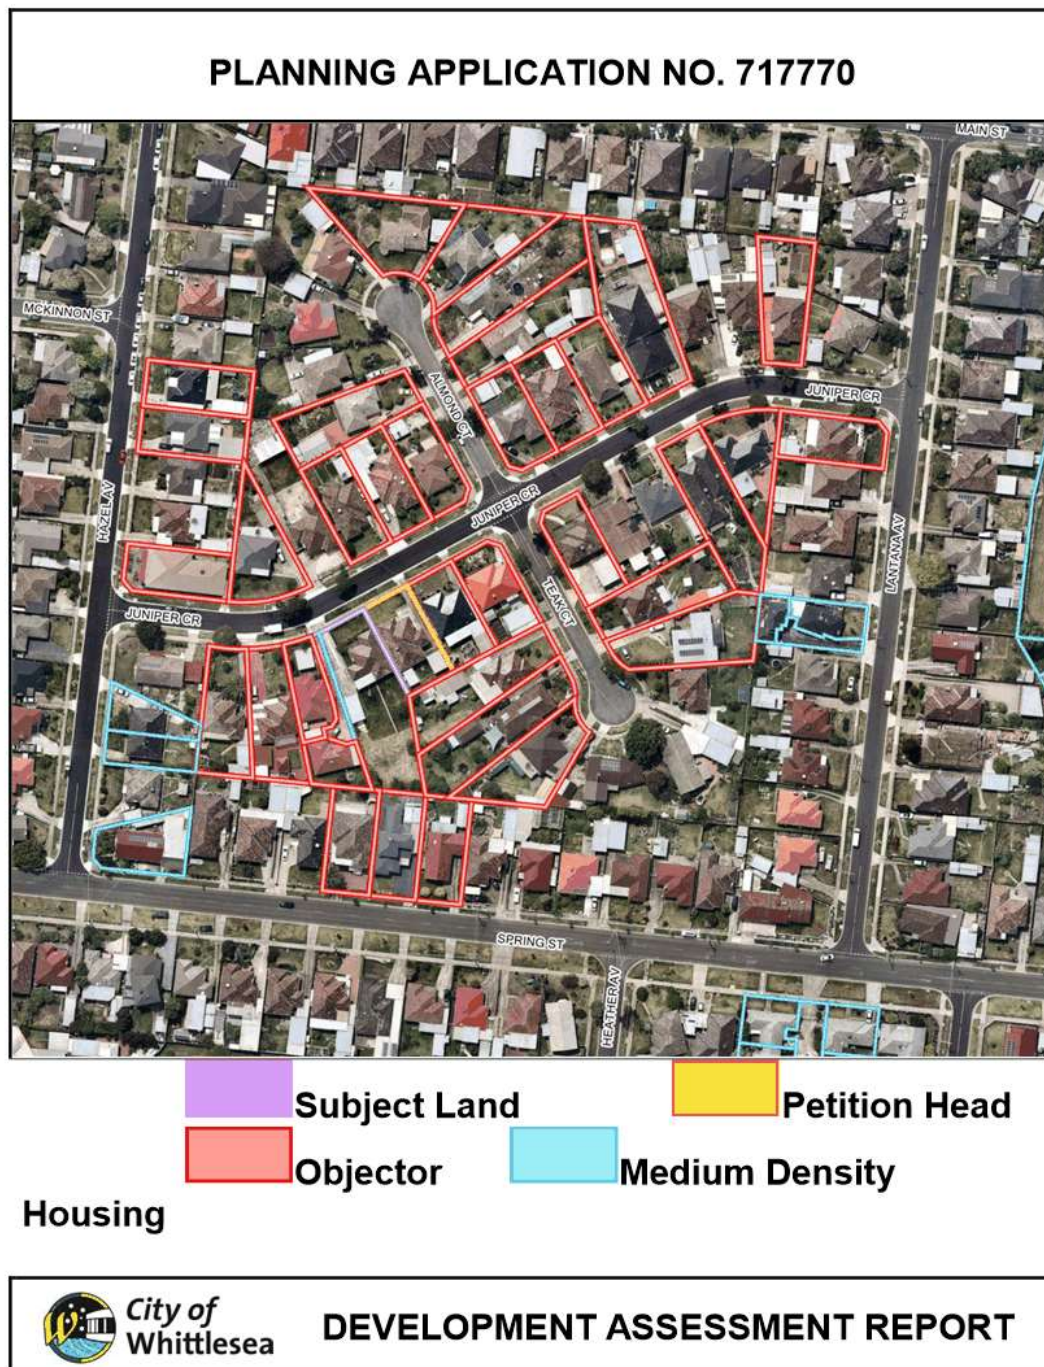 PLANNING APPLICATION NO. 717770
MAIN ST
MCKINNON ST
ALMOND CT
JUNIPER CR
HAZEL AV
JUNIPER CR
LANTANA AV
TEAK CT
JUNIPER CR
SPRING ST
HEATHER AV
Subject Land
Petition Head
Objector
Medium Density
Housing
City of
Whittlesea
DEVELOPMENT ASSESSMENT REPORT